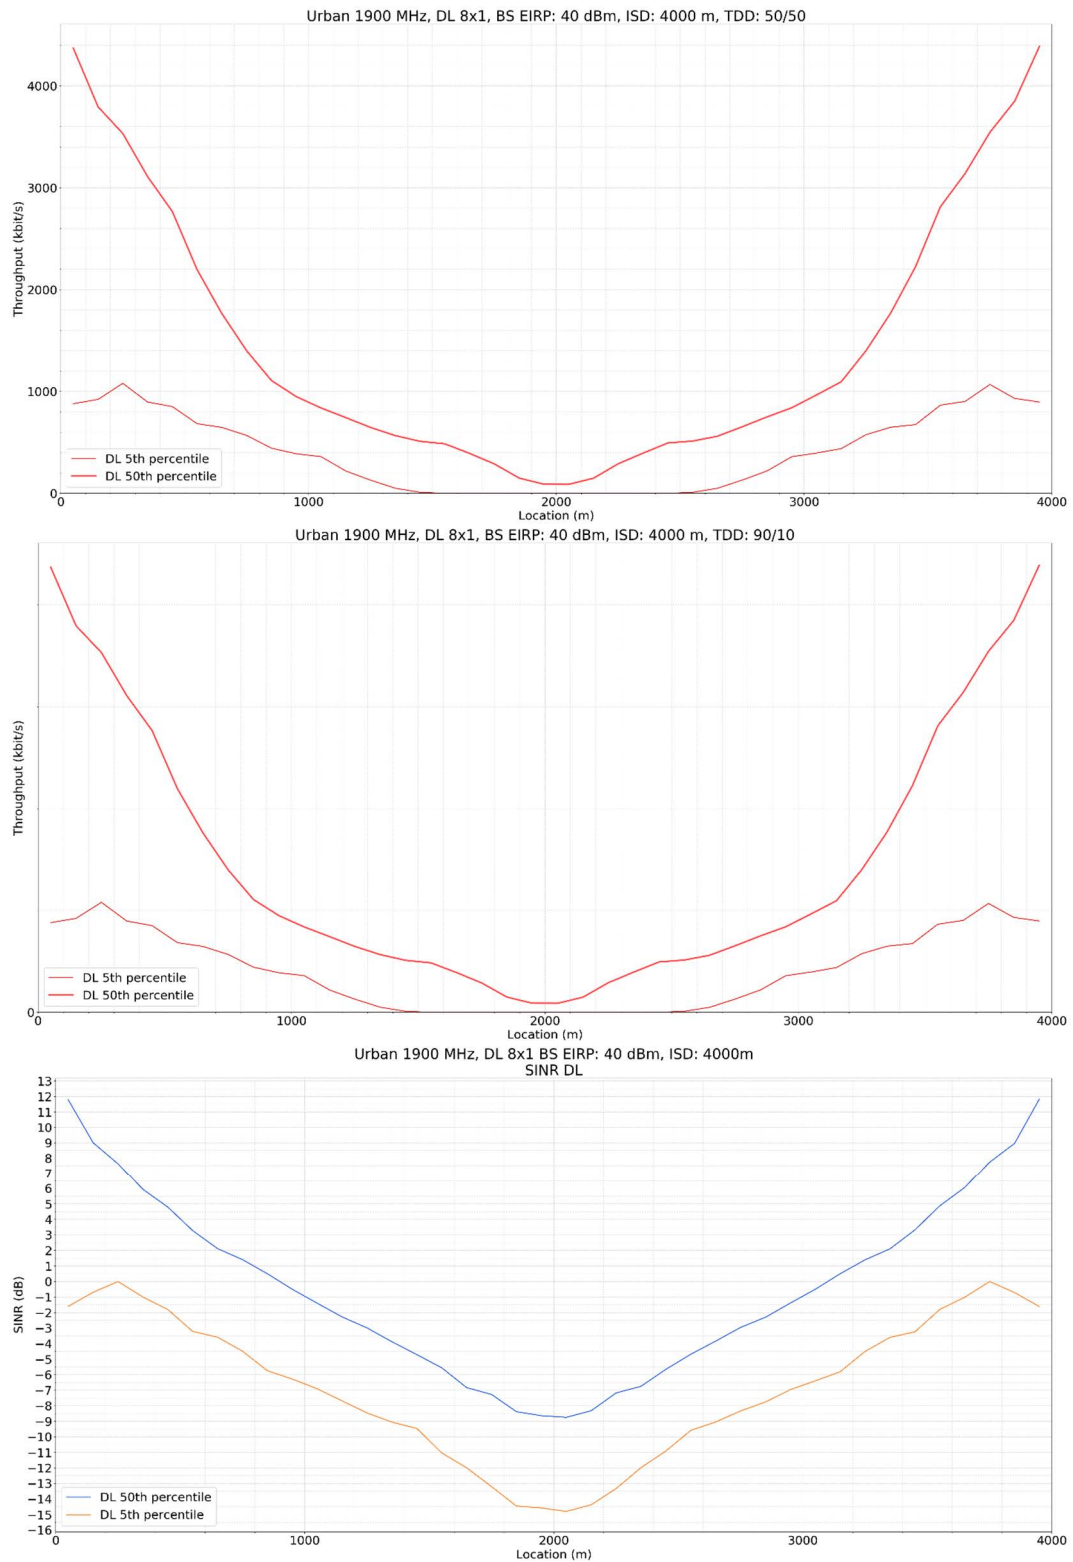 Urban 1900 MHz, DL 8x1, BS EIRP: 40 dBm, ISD: 4000 m, TDD: 50/50
4000
3000
2000
1000
0
Throughput (kbit/s)
DL 5th percentile
DL 50th percentile
0 1000 2000 3000 4000
Location (m)
Urban 1900 MHz, DL 8x1, BS EIRP: 40 dBm, ISD: 4000 m, TDD: 90/10
Throughput (kbit/s)
DL 5th percentile
DL 50th percentile
0
0 1000 2000 3000 4000
Location (m)
Urban 1900 MHz, DL 8x1 BS EIRP: 40 dBm, ISD: 4000m
SINR DL
13
12
11
10
9
8
7
6
5
4
3
2
1
0
−1
−2
−3
−4
−5
−6
−7
−8
−9
−10
−11
−12
−13
−14
−15
−16
SINR (dB)
DL 50th percentile
DL 5th percentile
0 1000 2000 3000 4000
Location (m)